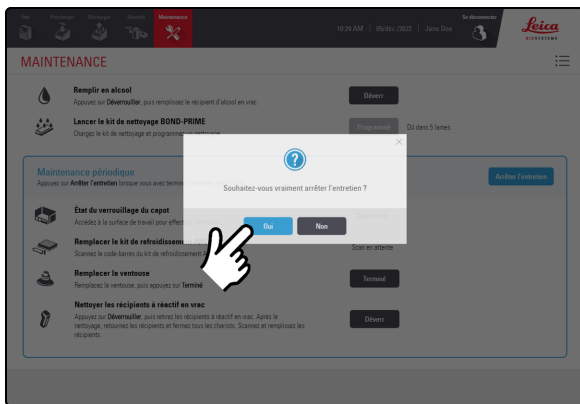 État Précharger Décharger Réactifs Maintenance
10:29 AM | 05/déc./2022 | Jane Doe
Se déconnecter
Leica
BIOSYSTEMS
MAINTENANCE
Remplir en alcool
Appuyez sur Déverrouiller, puis remplissez le récipient d'alcool en vrac.
Déverr
Lancer le kit de nettoyage BOND-PRIME
Chargez le kit de nettoyage et programmez un nettoyage.
Programmé
Dû dans 5 lames
Souhaitez-vous vraiment arrêter l'entretien ?
Oui
Non
Maintenance périodique
Appuyez sur Arrêter l'entretien lorsque vous avez terminé
Arrêter l'entretien
État du verrouillage du capot
Accédez à la surface de travail pour effectuer
Remplacer le kit de refroidissement
Scannez le code-barres du kit de refroidissement
Scan en attente
Remplacer la ventouse
Remplacez la ventouse, puis appuyez sur Terminé
Terminé
Nettoyer les récipients à réactif en vrac
Appuyez sur Déverrouiller, puis retirez les récipients à réactif en vrac. Après le
nettoyage, retournez les récipients et fermez tous les chariots. Scannez et remplissez les
récipients.
Déverr